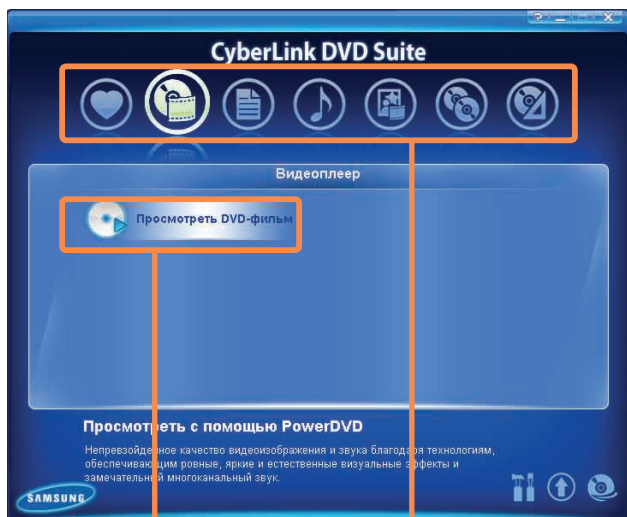 CyberLink DVD Suite
Видеоплеер
Просмотреть DVD-фильм
Просмотреть с помощью PowerDVD
Непревзойденное качество видеоизображения и звука благодаря технологиям,
обеспечивающим ровные, яркие и естественные визуальные эффекты и
замечательный многоканальный звук.
SAMSUNG